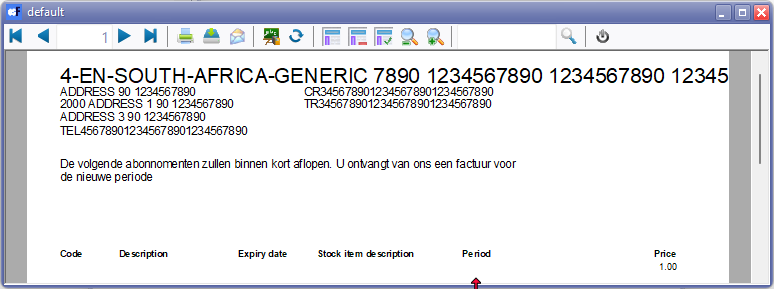 default
1
4-EN-SOUTH-AFRICA-GENERIC 7890 1234567890 1234567890 12345
ADDRESS 90 1234567890 CR3456789012345678901234567890
2000 ADDRESS 1 90 1234567890 TR3456789012345678901234567890
ADDRESS 3 90 1234567890
TEL456789012345678901234567890
De volgende abonnomenten zullen binnen kort aflopen. U ontvangt van ons een factuur voor
de nieuwe periode
Code Description Expiry date Stock item description Period Price
1.00